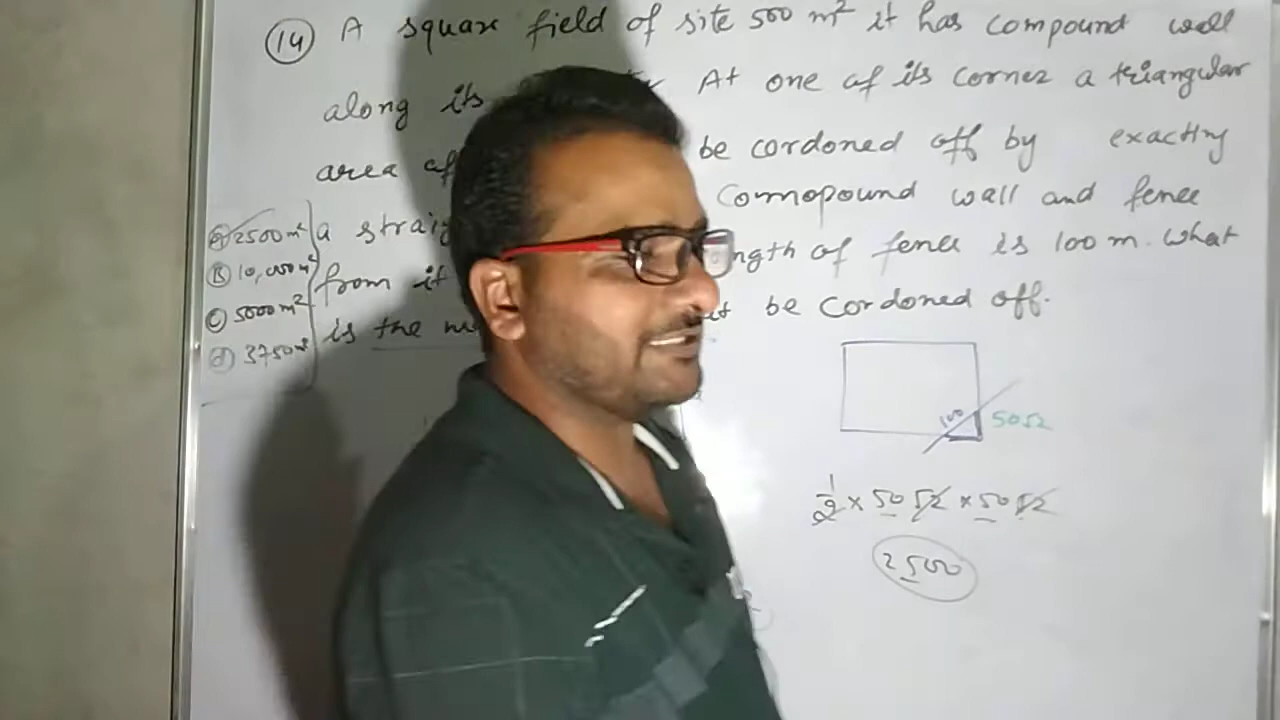 (14) A square field of site 500 m² it has compound wall
along its At one of its corner a triangular
area of be cordoned off by exactly
a comopound wall and fence
from it length of fence is 100 m. what
is the be cordoned off.
(A) 2500 m²
(B) 10,000 m²
(C) 5000 m²
(d) 3750 m²
100
50√2
1/2 × 50√2 × 50√2
2500